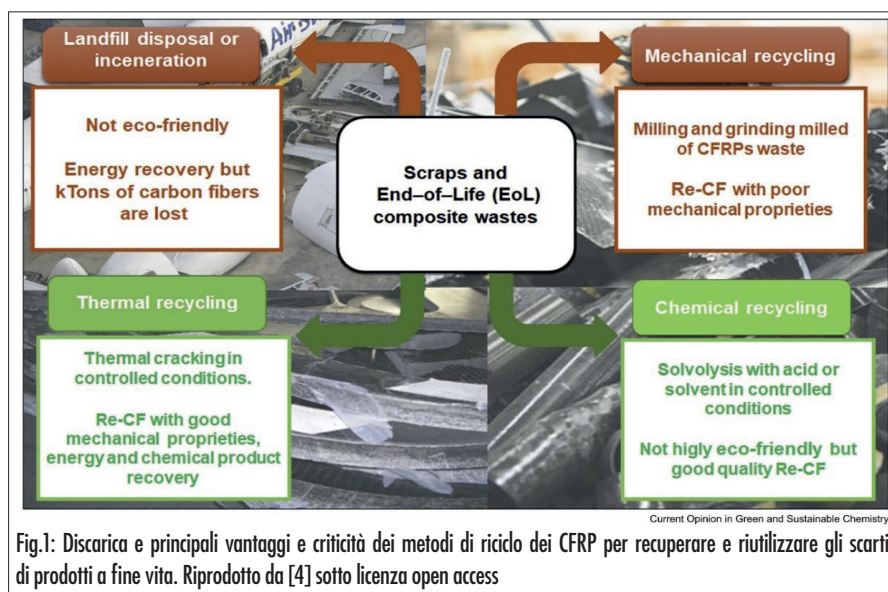 Landfill disposal or
inceneration
Not eco-friendly
Energy recovery but
kTons of carbon fibers
are lost
Mechanical recycling
Milling and grinding milled
of CFRPs waste
Re-CF with poor
mechanical proprieties
Scraps and
End–of–Life (EoL)
composite wastes
Thermal recycling
Thermal cracking in
controlled conditions.
Re-CF with good
mechanical proprieties,
energy and chemical product
recovery
Chemical recycling
Solvolysis with acid or
solvent in controlled
conditions
Not higly eco-friendly but
good quality Re-CF
Current Opinion in Green and Sustainable Chemistry
Fig.1: Discarica e principali vantaggi e criticità dei metodi di riciclo dei CFRP per recuperare e riutilizzare gli scarti
di prodotti a fine vita. Riprodotto da [4] sotto licenza open access